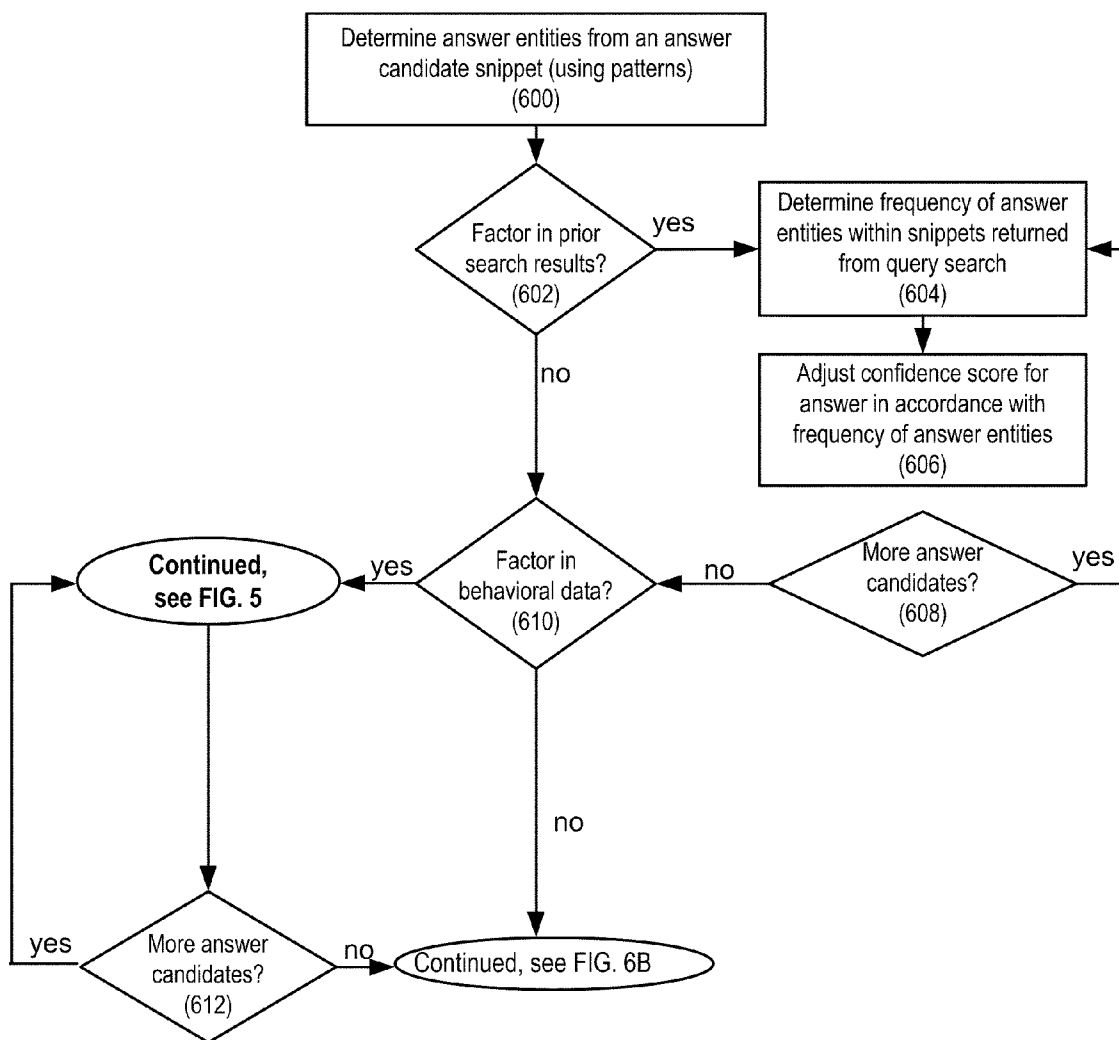 Determine answer entities from an answer
candidate snippet (using patterns)
(600)
Factor in prior
search results?
(602)
yes
Determine frequency of answer
entities within snippets returned
from query search
(604)
no
Adjust confidence score for
answer in accordance with
frequency of answer entities
(606)
Continued,
see FIG. 5
yes
Factor in
behavioral data?
(610)
no
More answer
candidates?
(608)
yes
no
yes
More answer
candidates?
(612)
no
Continued, see FIG. 6B